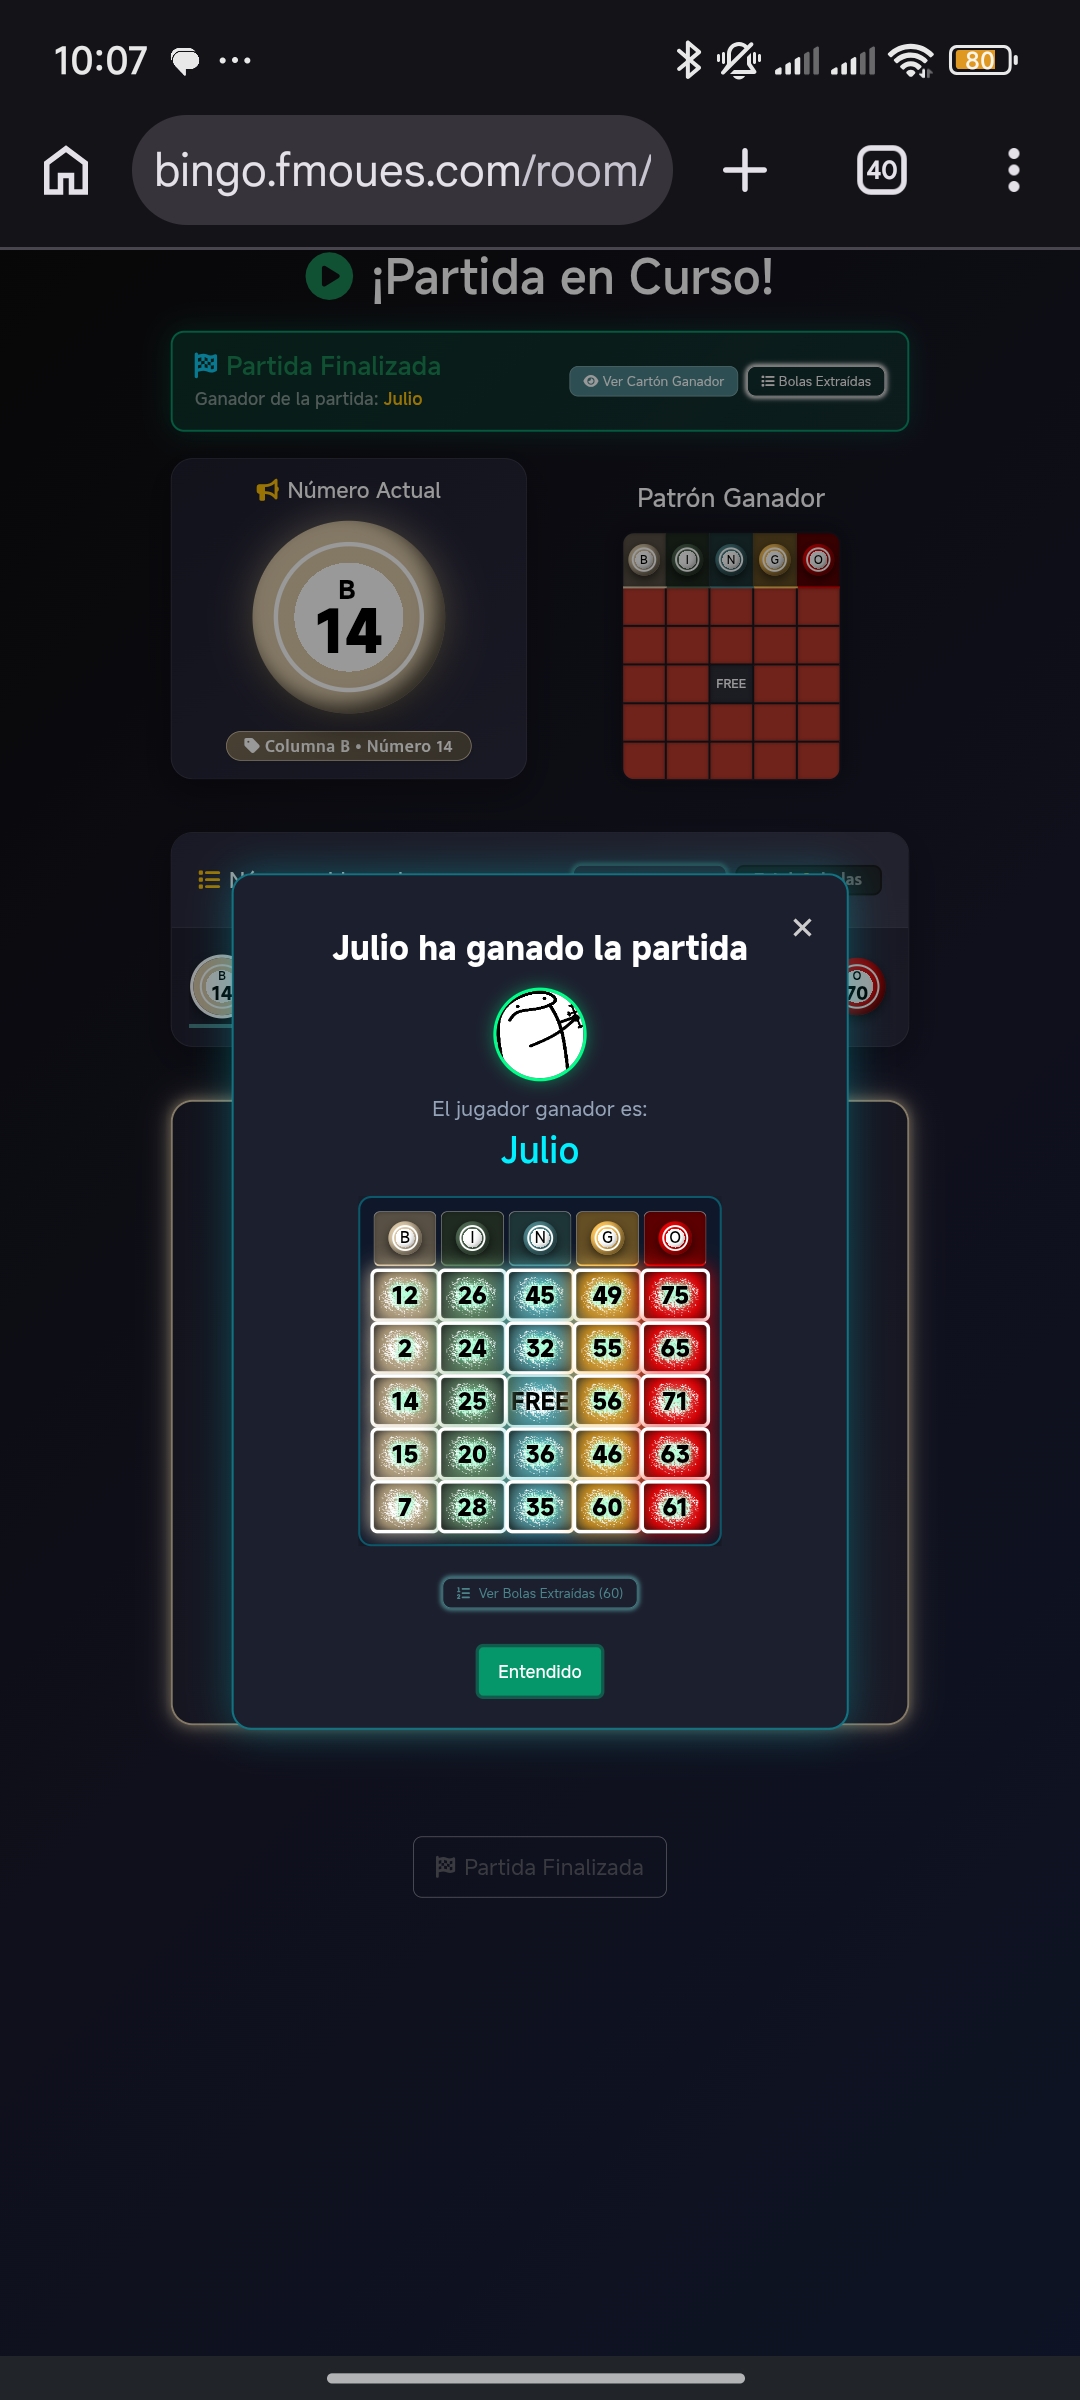 10:07
80
bingo.fmoues.com/room/
40
¡Partida en Curso!
Partida Finalizada
Ganador de la partida: Julio
Ver Cartón Ganador
Bolas Extraídas
Número Actual
B
14
Columna B • Número 14
Patrón Ganador
B I N G O
FREE
B
14
O
70
Julio ha ganado la partida
El jugador ganador es:
Julio
B I N G O
12 26 45 49 75
2 24 32 55 65
14 25 FREE 56 71
15 20 36 46 63
7 28 35 60 61
Ver Bolas Extraídas (60)
Entendido
Partida Finalizada